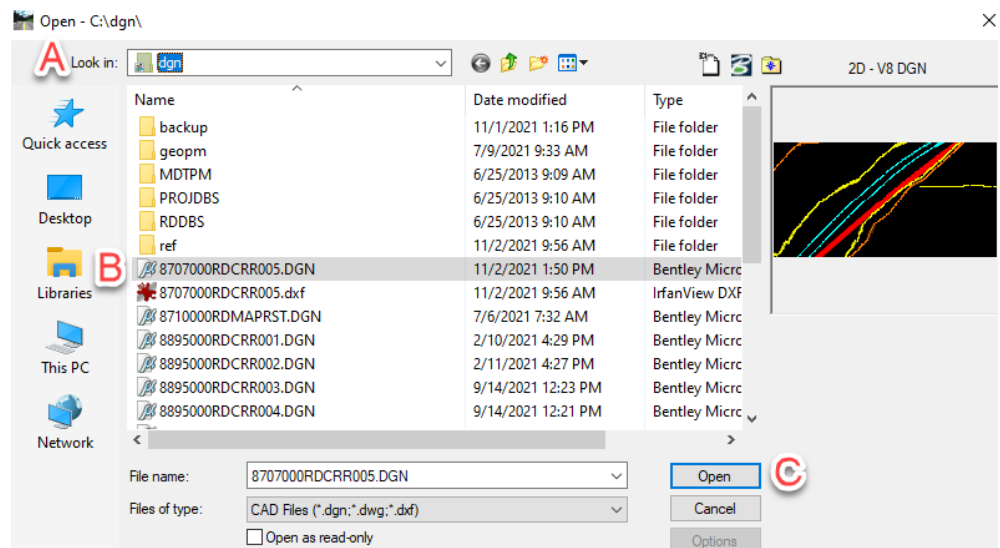 Open - C:\dgn\
A Look in: dgn 2D - V8 DGN
Name Date modified Type
Quick access
Desktop
Libraries
This PC
Network
backup 11/1/2021 1:16 PM File folder
geopm 7/9/2021 9:33 AM File folder
MDTPM 6/25/2013 9:09 AM File folder
PROJDBS 6/25/2013 9:10 AM File folder
RDDBS 6/25/2013 9:10 AM File folder
ref 11/2/2021 9:56 AM File folder
B 8707000RDCRR005.DGN 11/2/2021 1:50 PM Bentley Micrc
8707000RDCRR005.dxf 11/2/2021 9:56 AM IrfanView DXF
8710000RDMAPRST.DGN 7/6/2021 7:32 AM Bentley Micrc
8895000RDCRR001.DGN 2/10/2021 4:29 PM Bentley Micrc
8895000RDCRR002.DGN 2/11/2021 4:27 PM Bentley Micrc
8895000RDCRR003.DGN 9/14/2021 12:23 PM Bentley Micrc
8895000RDCRR004.DGN 9/14/2021 12:21 PM Bentley Micrc
File name: 8707000RDCRR005.DGN Open C
Files of type: CAD Files (*.dgn;*.dwg;*.dxf) Cancel
Open as read-only Options